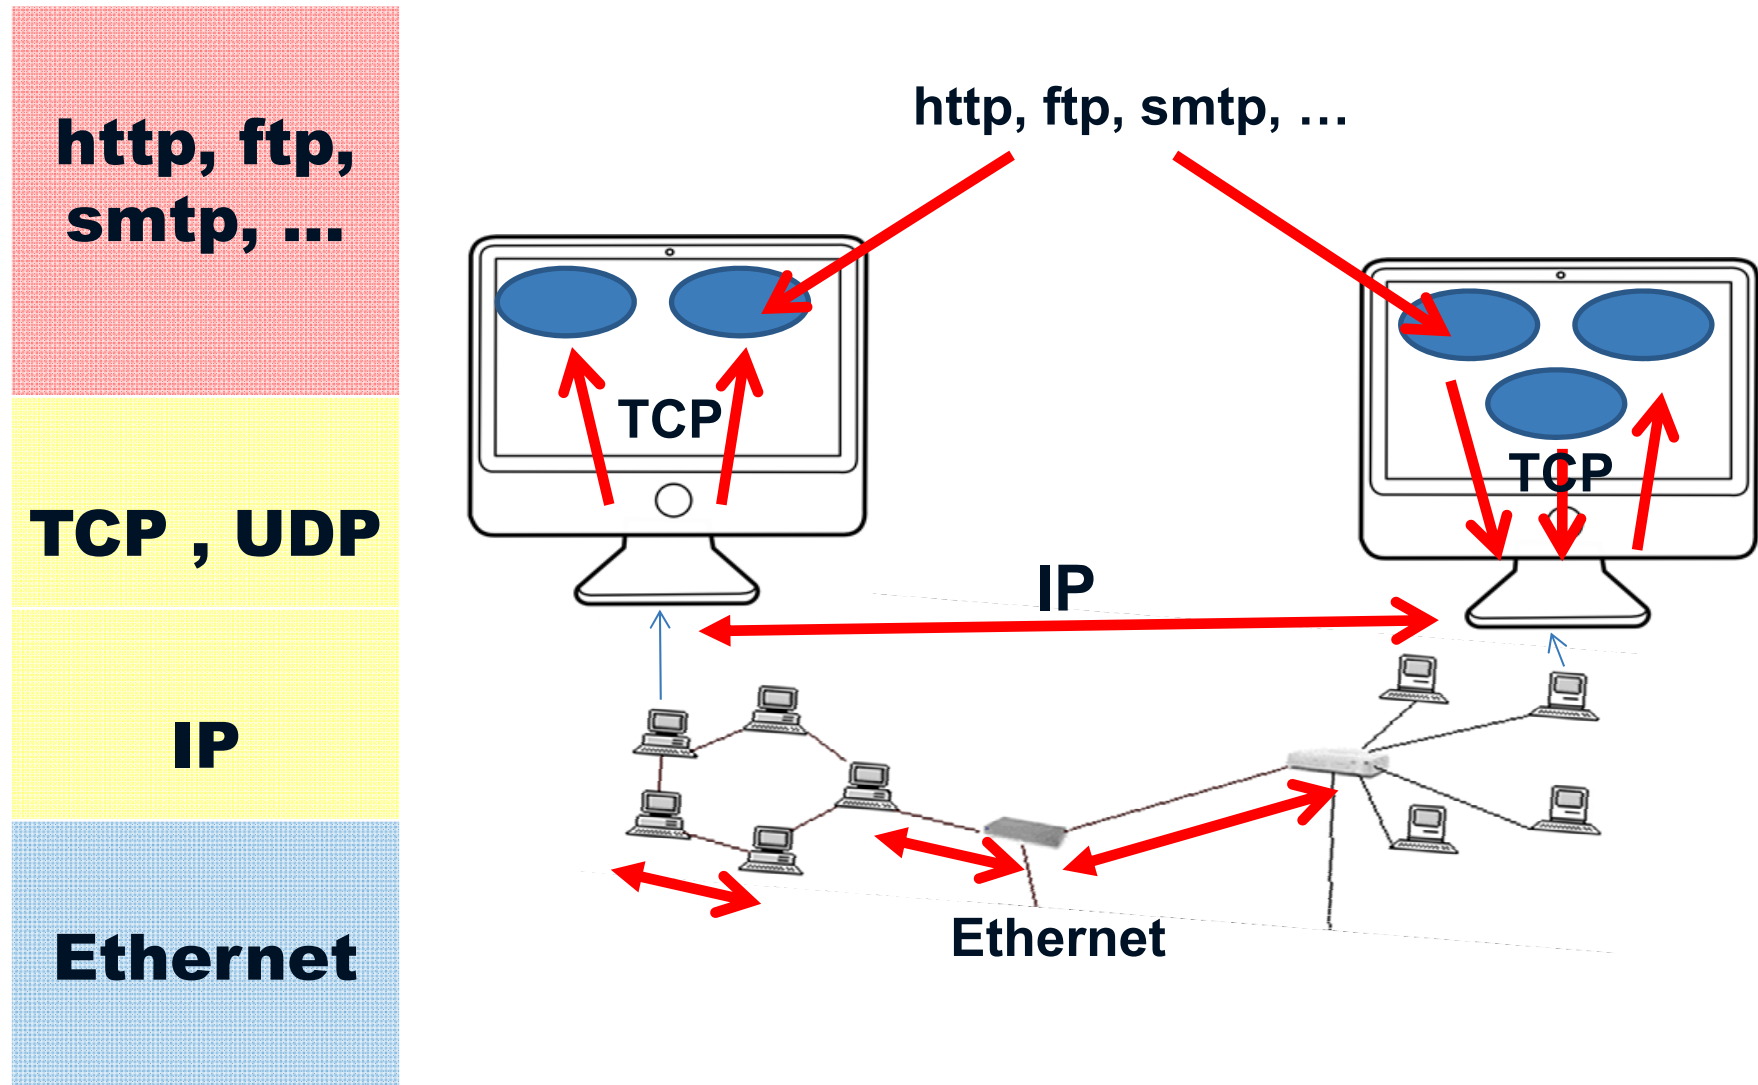 http, ftp,
smtp, ...
TCP , UDP
IP
Ethernet
http, ftp, smtp, …
TCP
TCP
IP
Ethernet